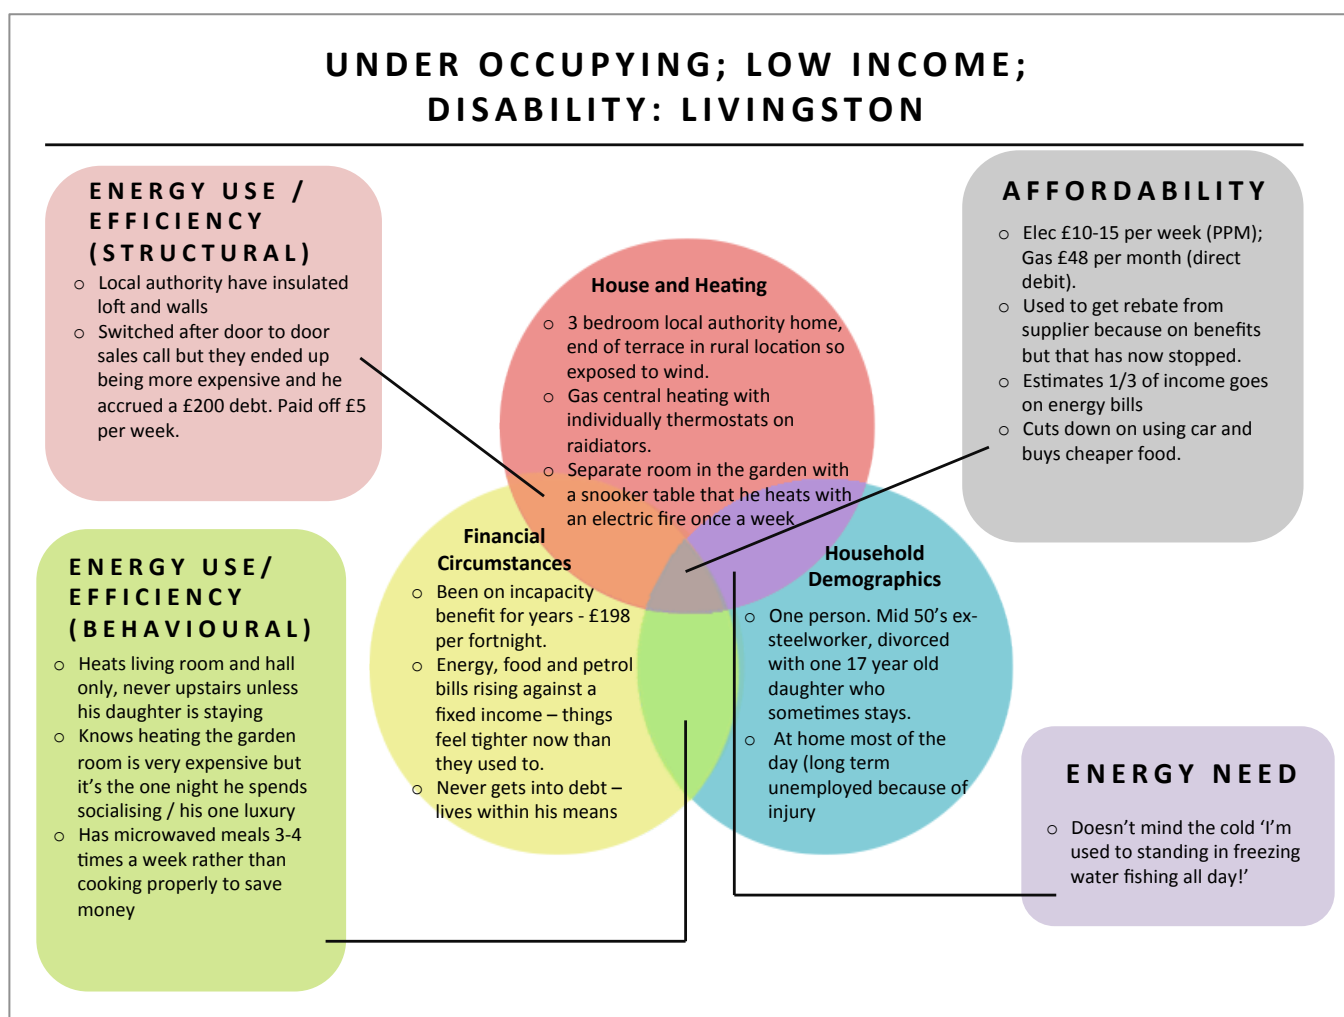 UNDER OCCUPYING; LOW INCOME;
DISABILITY: LIVINGSTON
ENERGY USE /
EFFICIENCY
(STRUCTURAL)
o Local authority have insulated
loft and walls
o Switched after door to door
sales call but they ended up
being more expensive and he
accrued a £200 debt. Paid off £5
per week.
AFFORDABILITY
o Elec £10-15 per week (PPM);
Gas £48 per month (direct
debit).
o Used to get rebate from
supplier because on benefits
but that has now stopped.
o Estimates 1/3 of income goes
on energy bills
o Cuts down on using car and
buys cheaper food.
House and Heating
o 3 bedroom local authority home,
end of terrace in rural location so
exposed to wind.
o Gas central heating with
individually thermostats on
raidiators.
o Separate room in the garden with
a snooker table that he heats with
an electric fire once a week
Financial
Circumstances
o Been on incapacity
benefit for years - £198
per fortnight.
o Energy, food and petrol
bills rising against a
fixed income – things
feel tighter now than
they used to.
o Never gets into debt –
lives within his means
Household
Demographics
o One person. Mid 50's ex-
steelworker, divorced
with one 17 year old
daughter who
sometimes stays.
o At home most of the
day (long term
unemployed because of
injury
ENERGY USE/
EFFICIENCY
(BEHAVIOURAL)
o Heats living room and hall
only, never upstairs unless
his daughter is staying
o Knows heating the garden
room is very expensive but
it's the one night he spends
socialising / his one luxury
o Has microwaved meals 3-4
times a week rather than
cooking properly to save
money
ENERGY NEED
o Doesn't mind the cold 'I'm
used to standing in freezing
water fishing all day!'